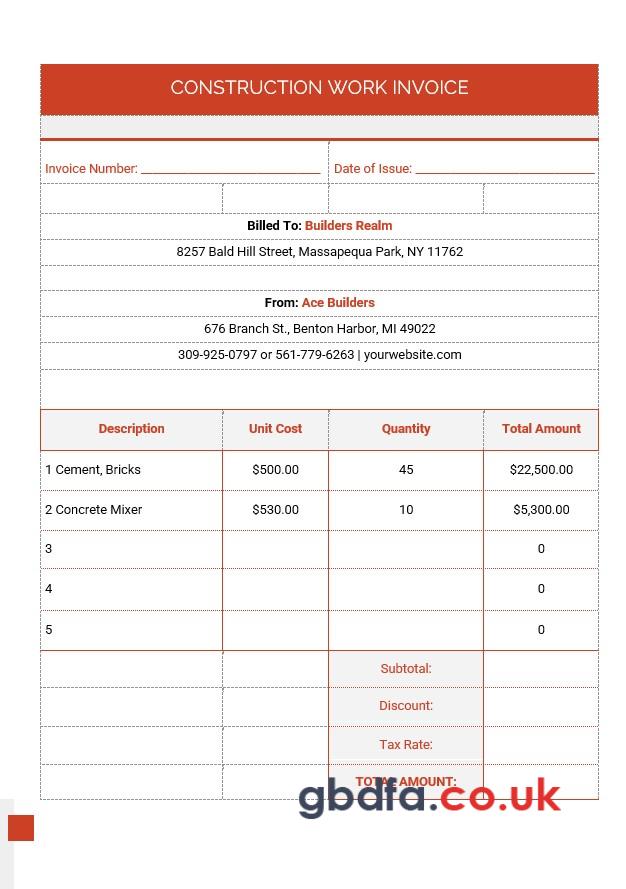 CONSTRUCTION WORK INVOICE
Invoice Number: ____________________________ Date of Issue: ____________________________
Billed To: Builders Realm
8257 Bald Hill Street, Massapequa Park, NY 11762
From: Ace Builders
676 Branch St., Benton Harbor, MI 49022
309-925-0797 or 561-779-6263 | yourwebsite.com
Description Unit Cost Quantity Total Amount
1 Cement, Bricks $500.00 45 $22,500.00
2 Concrete Mixer $530.00 10 $5,300.00
3 0
4 0
5 0
Subtotal:
Discount:
Tax Rate:
TOTAL AMOUNT:
gbdfa.co.uk